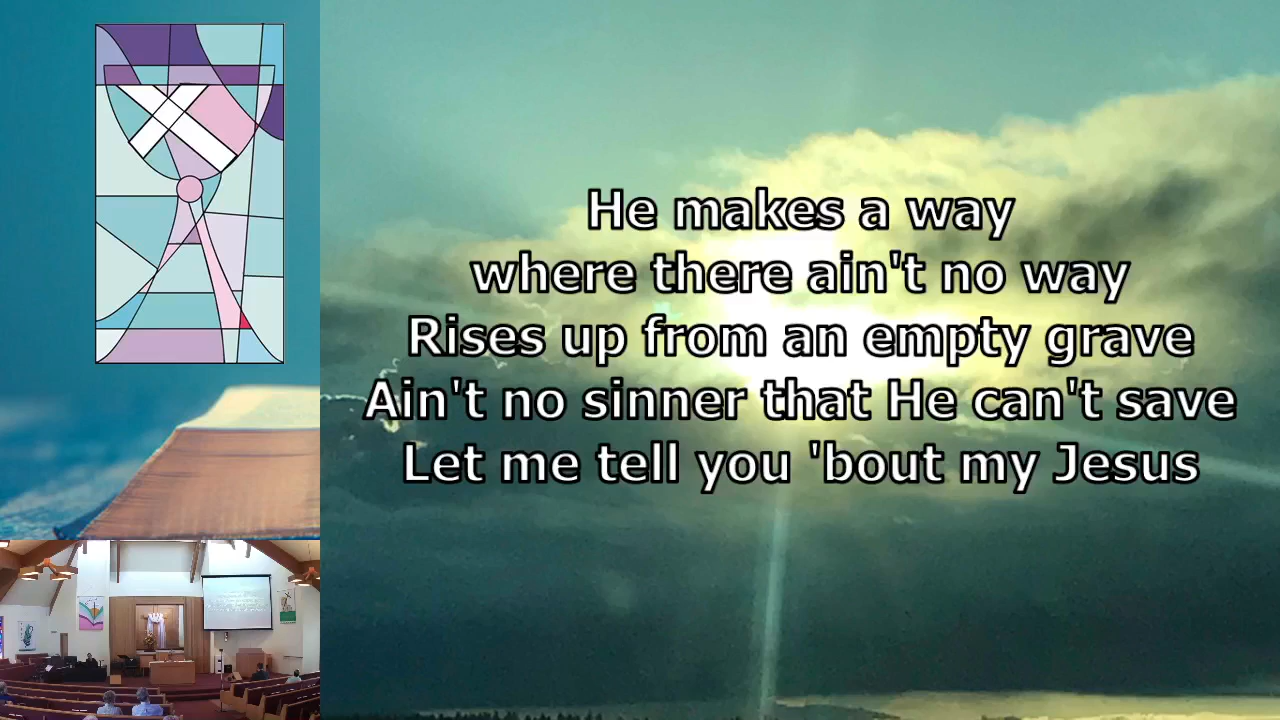 He makes a way
where there ain't no way
Rises up from an empty grave
Ain't no sinner that He can't save
Let me tell you 'bout my Jesus